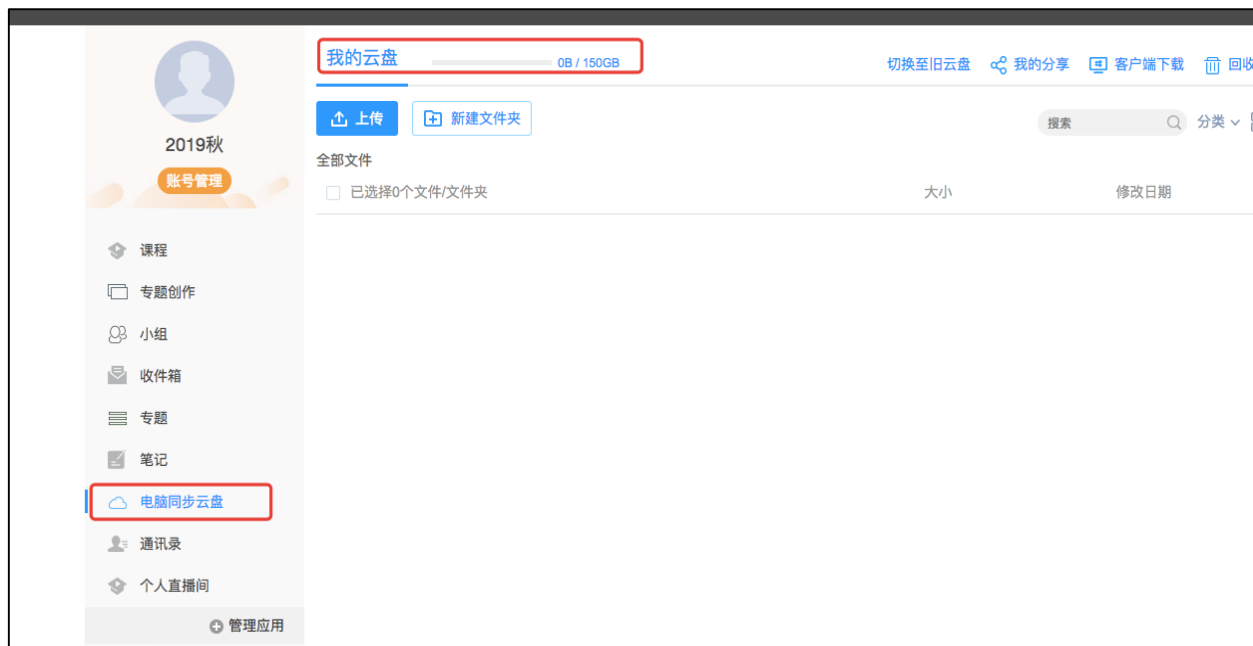 我的云盘 0B / 150GB
切换至旧云盘 我的分享 客户端下载 回收
上传 新建文件夹
搜索 分类
全部文件
已选择0个文件/文件夹 大小 修改日期
2019秋
账号管理
课程
专题创作
小组
收件箱
专题
笔记
电脑同步云盘
通讯录
个人直播间
管理应用